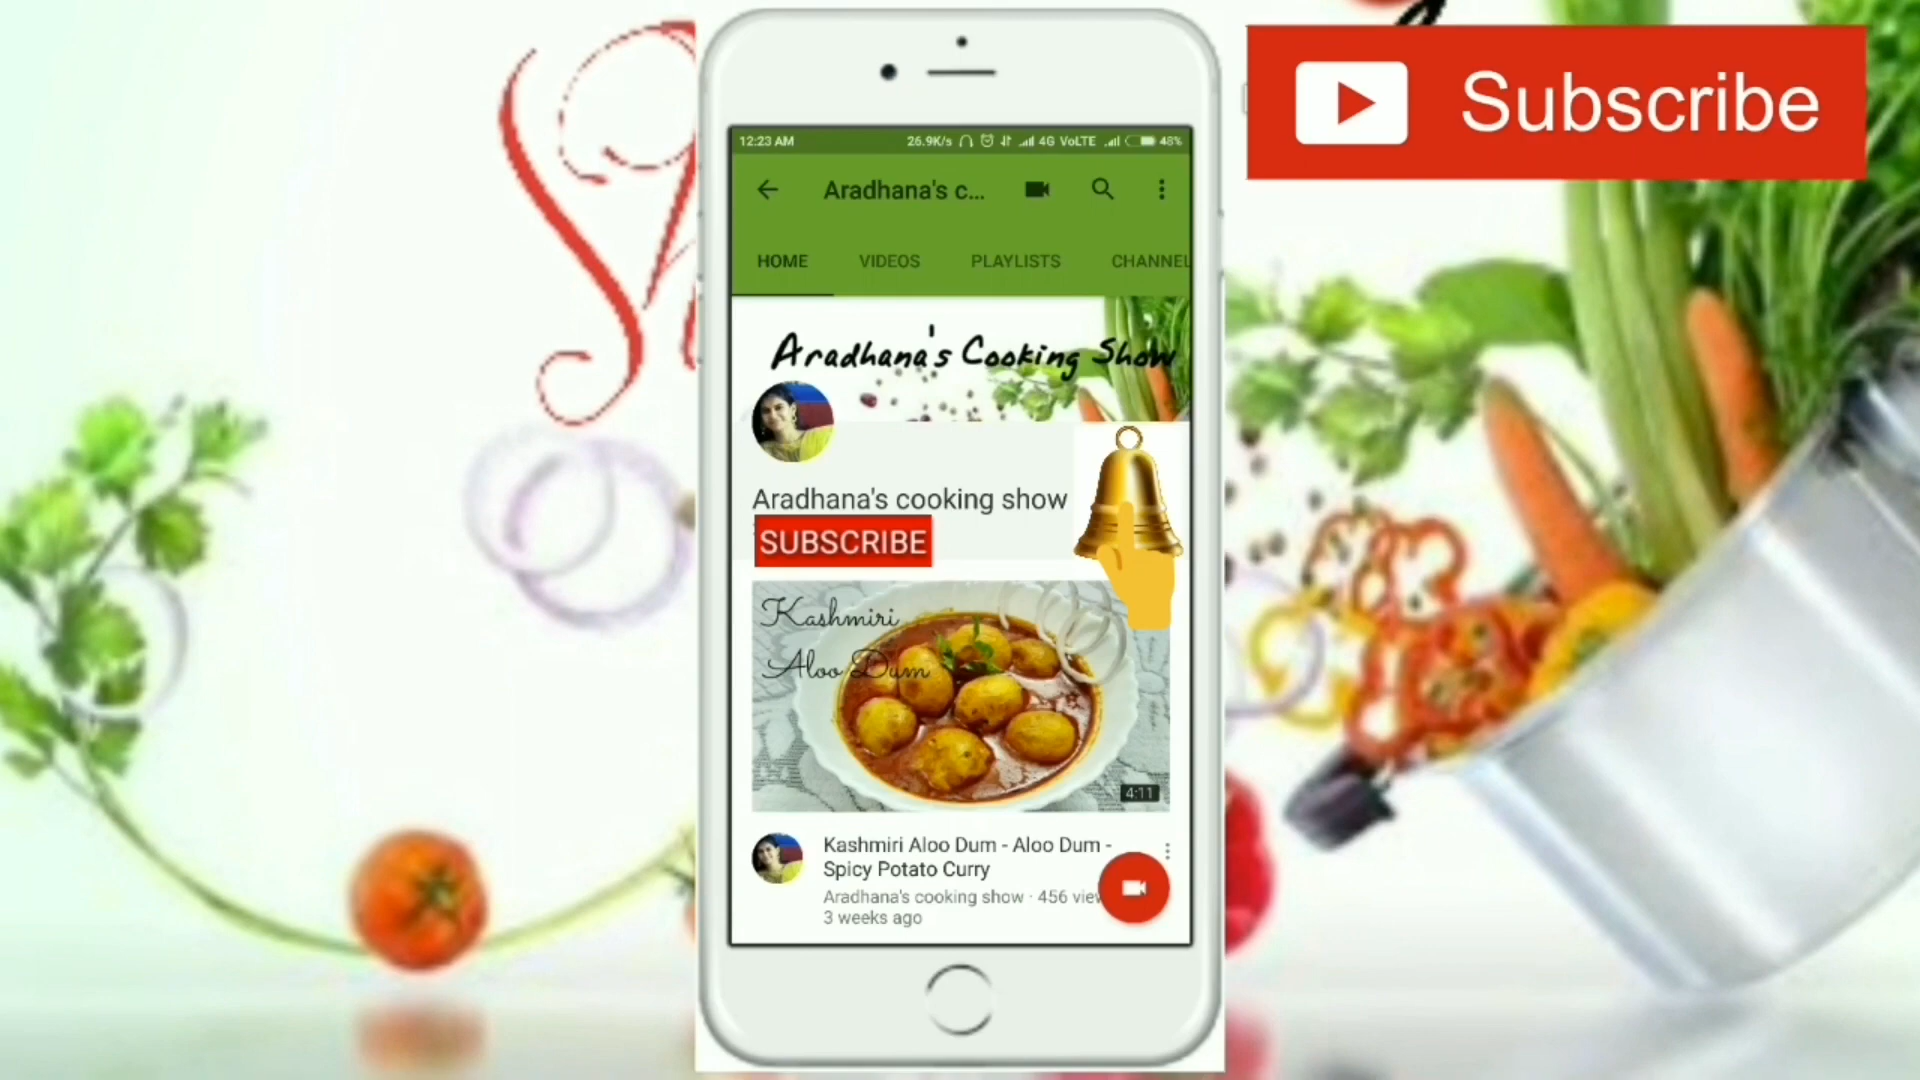 Subscribe
12:23 AM 26.9K/s 4G VoLTE 48%
Aradhana's c...
HOME VIDEOS PLAYLISTS CHANNEL
Aradhana's Cooking Show
Aradhana's cooking show
SUBSCRIBE
Kashmiri
Aloo Dum
4:11
Kashmiri Aloo Dum - Aloo Dum -
Spicy Potato Curry
Aradhana's cooking show · 456 view
3 weeks ago